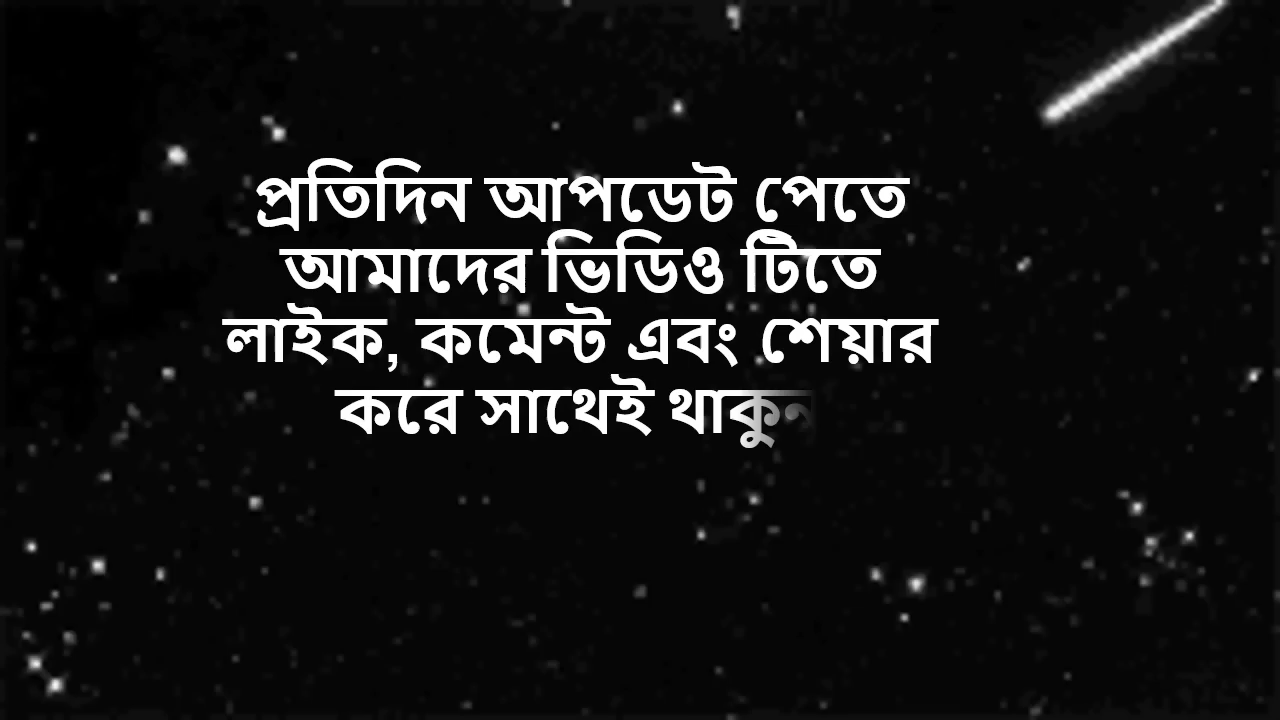 প্রতিদিন আপডেট পেতে
আমাদের ভিডিও টিতে
লাইক, কমেন্ট এবং শেয়ার
করে সাথেই থাকুন